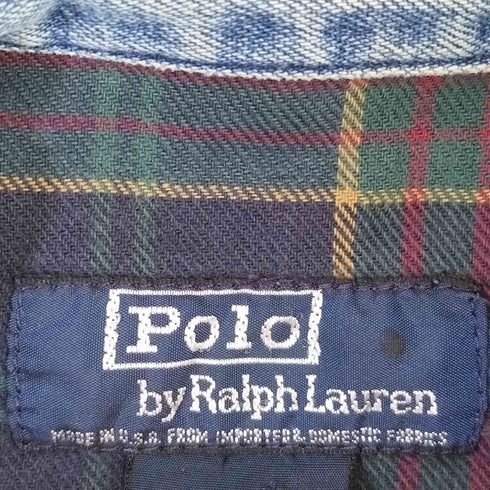 Polo
by Ralph Lauren
MADE IN U.S.A. FROM IMPORTED & DOMESTIC FABRICS